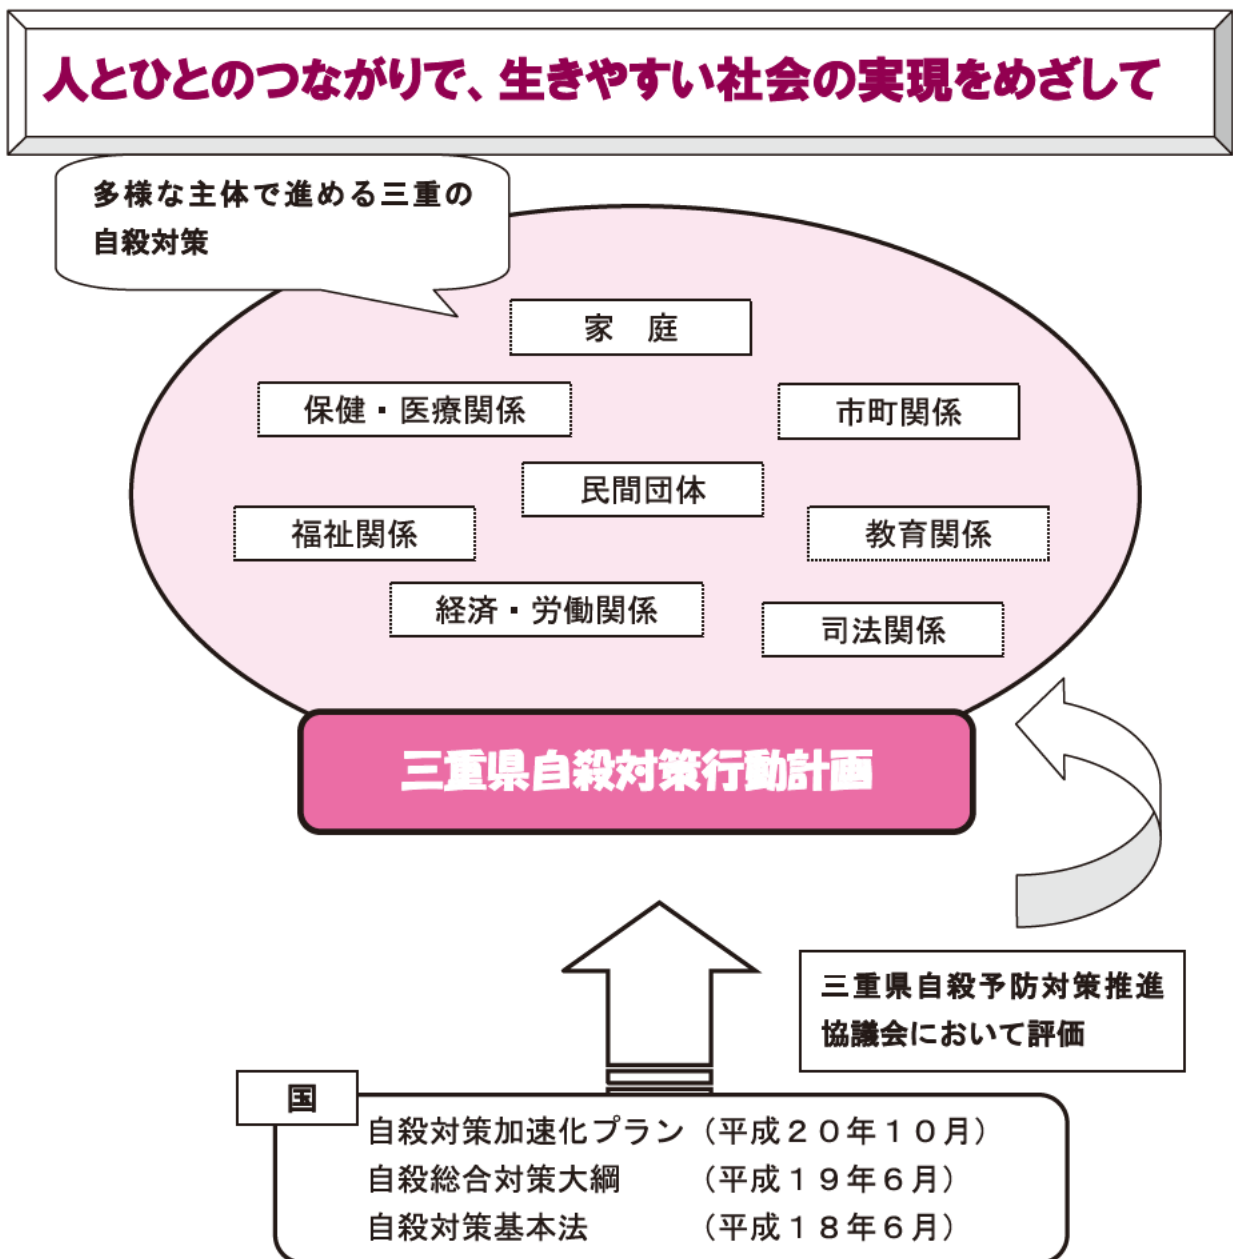 人とひとのつながりで、生きやすい社会の実現をめざして
多様な主体で進める三重の
自殺対策
家　庭
保健・医療関係
市町関係
民間団体
福祉関係
教育関係
経済・労働関係
司法関係
三重県自殺対策行動計画
三重県自殺予防対策推進
協議会において評価
国
自殺対策加速化プラン（平成２０年１０月）
自殺総合対策大綱　　（平成１９年６月）
自殺対策基本法　　　（平成１８年６月）